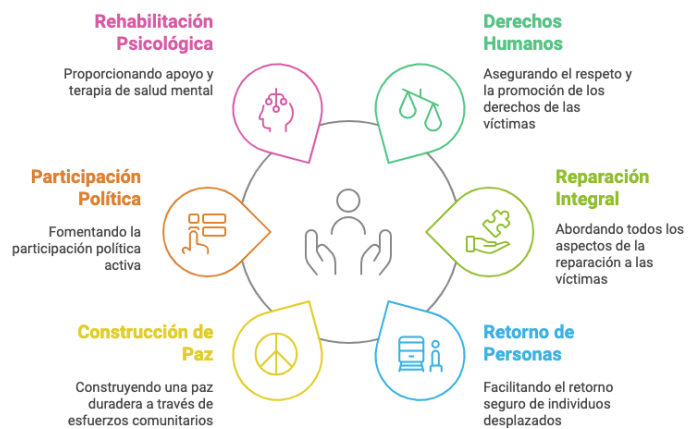 Rehabilitación
Psicológica
Proporcionando apoyo y
terapia de salud mental
Derechos
Humanos
Asegurando el respeto y
la promoción de los
derechos de las
víctimas
Participación
Política
Fomentando la
participación política
activa
Reparación
Integral
Abordando todos los
aspectos de la
reparación a las
víctimas
Construcción de
Paz
Construyendo una paz
duradera a través de
esfuerzos comunitarios
Retorno de
Personas
Facilitando el retorno
seguro de individuos
desplazados